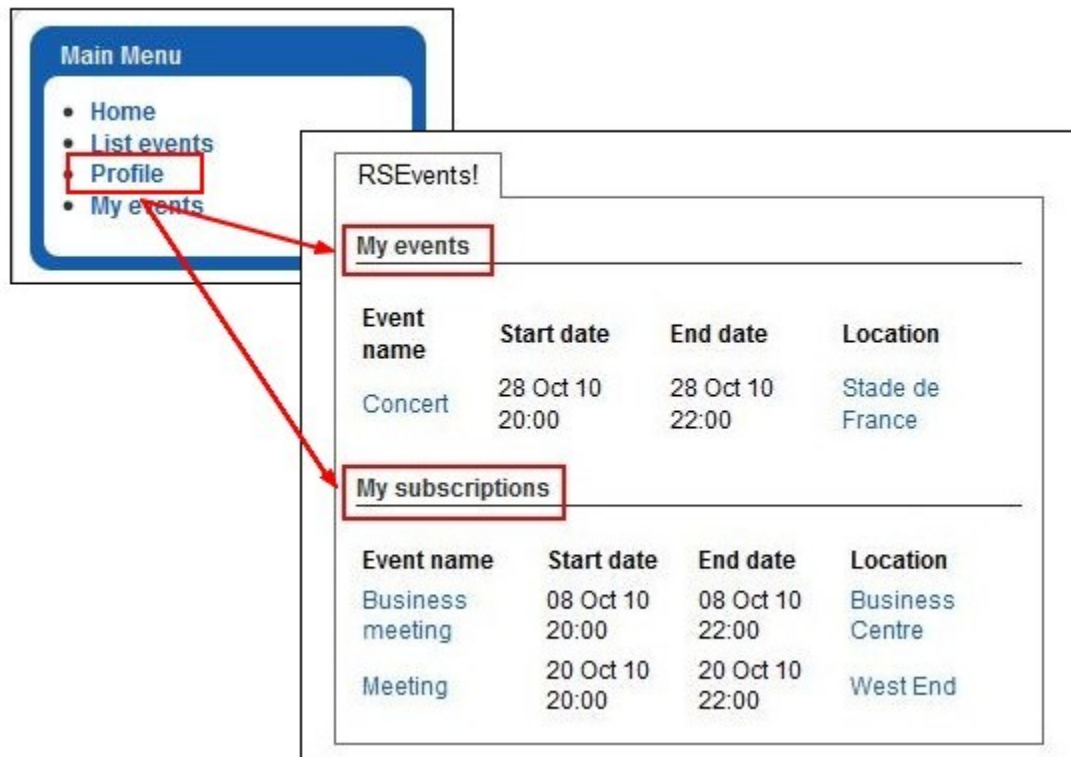 Main Menu
Home
List events
Profile
My events
RSEvents!
My events
Event name Start date End date Location
Concert 28 Oct 10 20:00 28 Oct 10 22:00 Stade de France
My subscriptions
Event name Start date End date Location
Business meeting 08 Oct 10 20:00 08 Oct 10 22:00 Business Centre
Meeting 20 Oct 10 20:00 20 Oct 10 22:00 West End